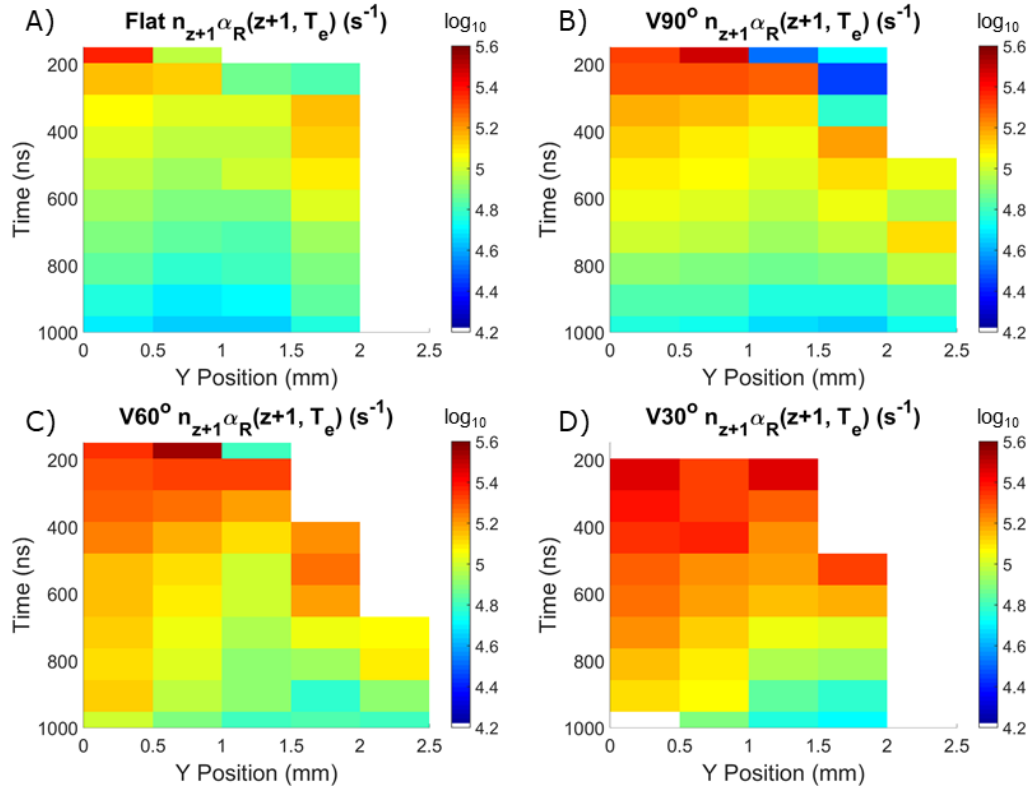 A) Flat n_{z+1}α_R(z+1, T_e) (s^{-1})
log_{10}
5.6
5.4
5.2
5
4.8
4.6
4.4
4.2
200
400
600
800
1000
Time (ns)
0 0.5 1 1.5 2 2.5
Y Position (mm)
B) V90° n_{z+1}α_R(z+1, T_e) (s^{-1})
log_{10}
5.6
5.4
5.2
5
4.8
4.6
4.4
4.2
200
400
600
800
1000
Time (ns)
0 0.5 1 1.5 2 2.5
Y Position (mm)
C) V60° n_{z+1}α_R(z+1, T_e) (s^{-1})
log_{10}
5.6
5.4
5.2
5
4.8
4.6
4.4
4.2
200
400
600
800
1000
Time (ns)
0 0.5 1 1.5 2 2.5
Y Position (mm)
D) V30° n_{z+1}α_R(z+1, T_e) (s^{-1})
log_{10}
5.6
5.4
5.2
5
4.8
4.6
4.4
4.2
200
400
600
800
1000
Time (ns)
0 0.5 1 1.5 2 2.5
Y Position (mm)